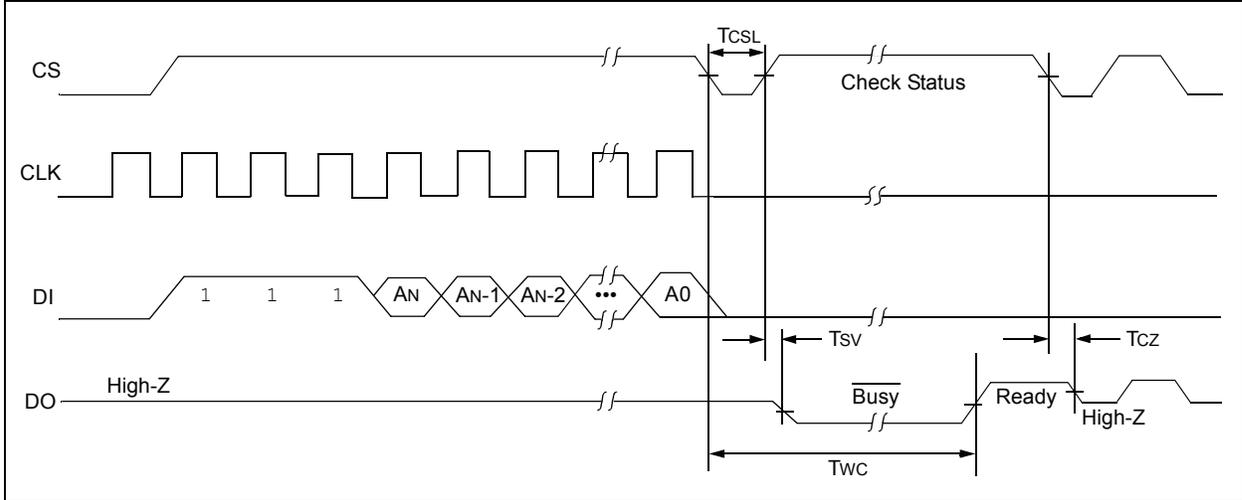 TCSL
CS
Check Status
CLK
DI
1 1 1 AN AN-1 AN-2 ••• A0
TSV
TCZ
High-Z
DO
Busy
Ready
High-Z
TWC